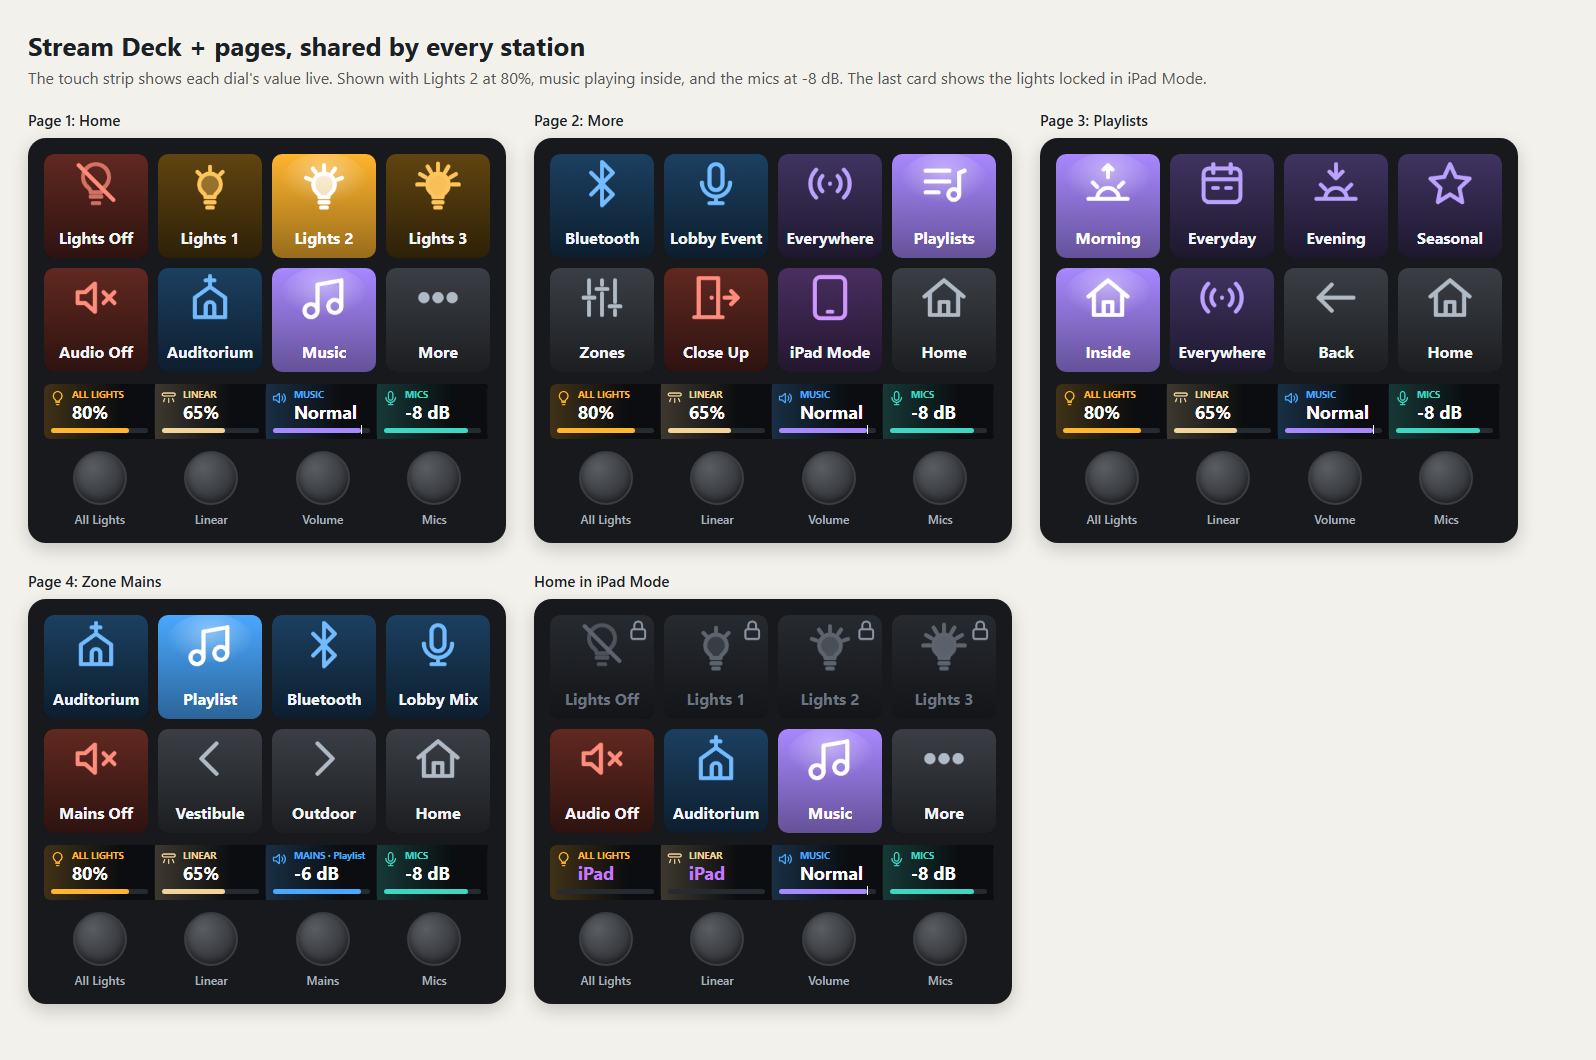 Stream Deck + pages, shared by every station
The touch strip shows each dial's value live. Shown with Lights 2 at 80%, music playing inside, and the mics at -8 dB. The last card shows the lights locked in iPad Mode.
Page 1: Home
Lights Off
Lights 1
Lights 2
Lights 3
Audio Off
Auditorium
Music
More
ALL LIGHTS
80%
LINEAR
65%
MUSIC
Normal
MICS
-8 dB
All Lights
Linear
Volume
Mics
Page 2: More
Bluetooth
Lobby Event
Everywhere
Playlists
Zones
Close Up
iPad Mode
Home
ALL LIGHTS
80%
LINEAR
65%
MUSIC
Normal
MICS
-8 dB
All Lights
Linear
Volume
Mics
Page 3: Playlists
Morning
Everyday
Evening
Seasonal
Inside
Everywhere
Back
Home
ALL LIGHTS
80%
LINEAR
65%
MUSIC
Normal
MICS
-8 dB
All Lights
Linear
Volume
Mics
Page 4: Zone Mains
Auditorium
Playlist
Bluetooth
Lobby Mix
Mains Off
Vestibule
Outdoor
Home
ALL LIGHTS
80%
LINEAR
65%
MAINS · Playlist
-6 dB
MICS
-8 dB
All Lights
Linear
Mains
Mics
Home in iPad Mode
Lights Off
Lights 1
Lights 2
Lights 3
Audio Off
Auditorium
Music
More
ALL LIGHTS
iPad
LINEAR
iPad
MUSIC
Normal
MICS
-8 dB
All Lights
Linear
Volume
Mics